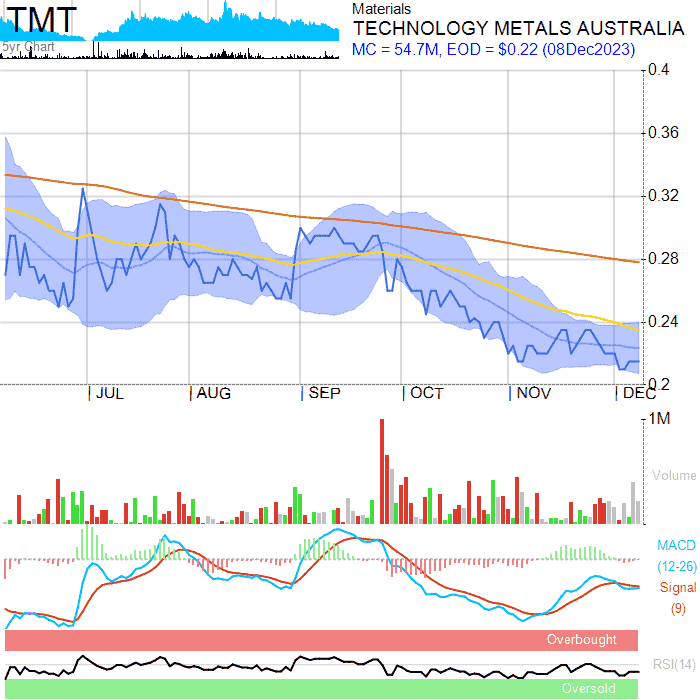 TMT
5yr Chart
Materials
TECHNOLOGY METALS AUSTRALIA
MC = 54.7M, EOD = $0.22 (08Dec2023)
0.4
0.36
0.32
0.28
0.24
0.2
JUL AUG SEP OCT NOV DEC
1M
Volume
MACD
(12-26)
Signal
(9)
Overbought
RSI(14)
Oversold